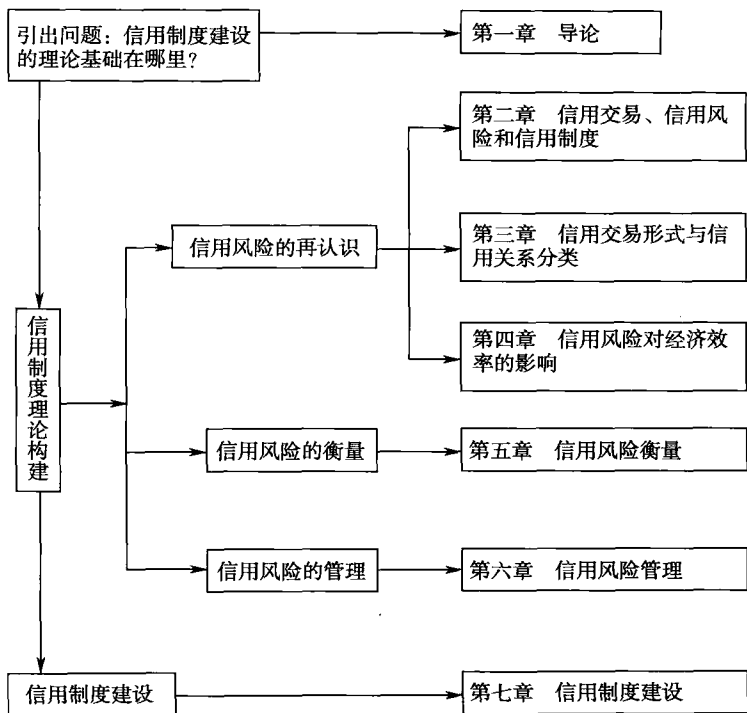 引出问题：信用制度建设
的理论基础在哪里？
第一章　导论
第二章　信用交易、信用风
险和信用制度
信用风险的再认识
第三章　信用交易形式与信
用关系分类
第四章　信用风险对经济效
率的影响
信用制度理论构建
信用风险的衡量
第五章　信用风险衡量
信用风险的管理
第六章　信用风险管理
信用制度建设
第七章　信用制度建设